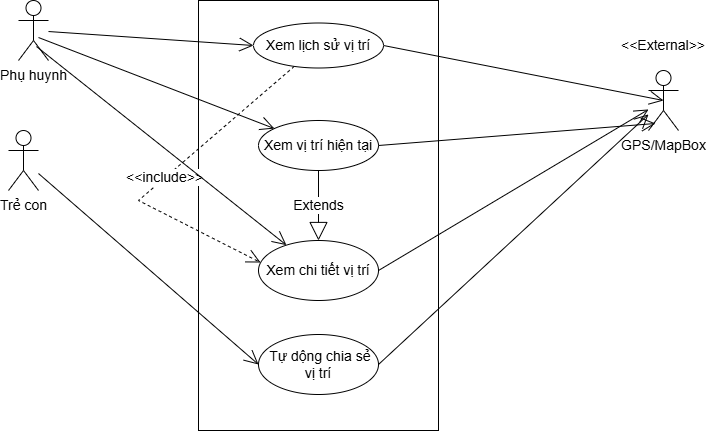 Phụ huynh
Trẻ con
Xem lịch sử vị trí
<<External>>
Xem vị trí hiện tại
GPS/MapBox
<<include>>
Extends
Xem chi tiết vị trí
Tự dộng chia sẻ
vị trí